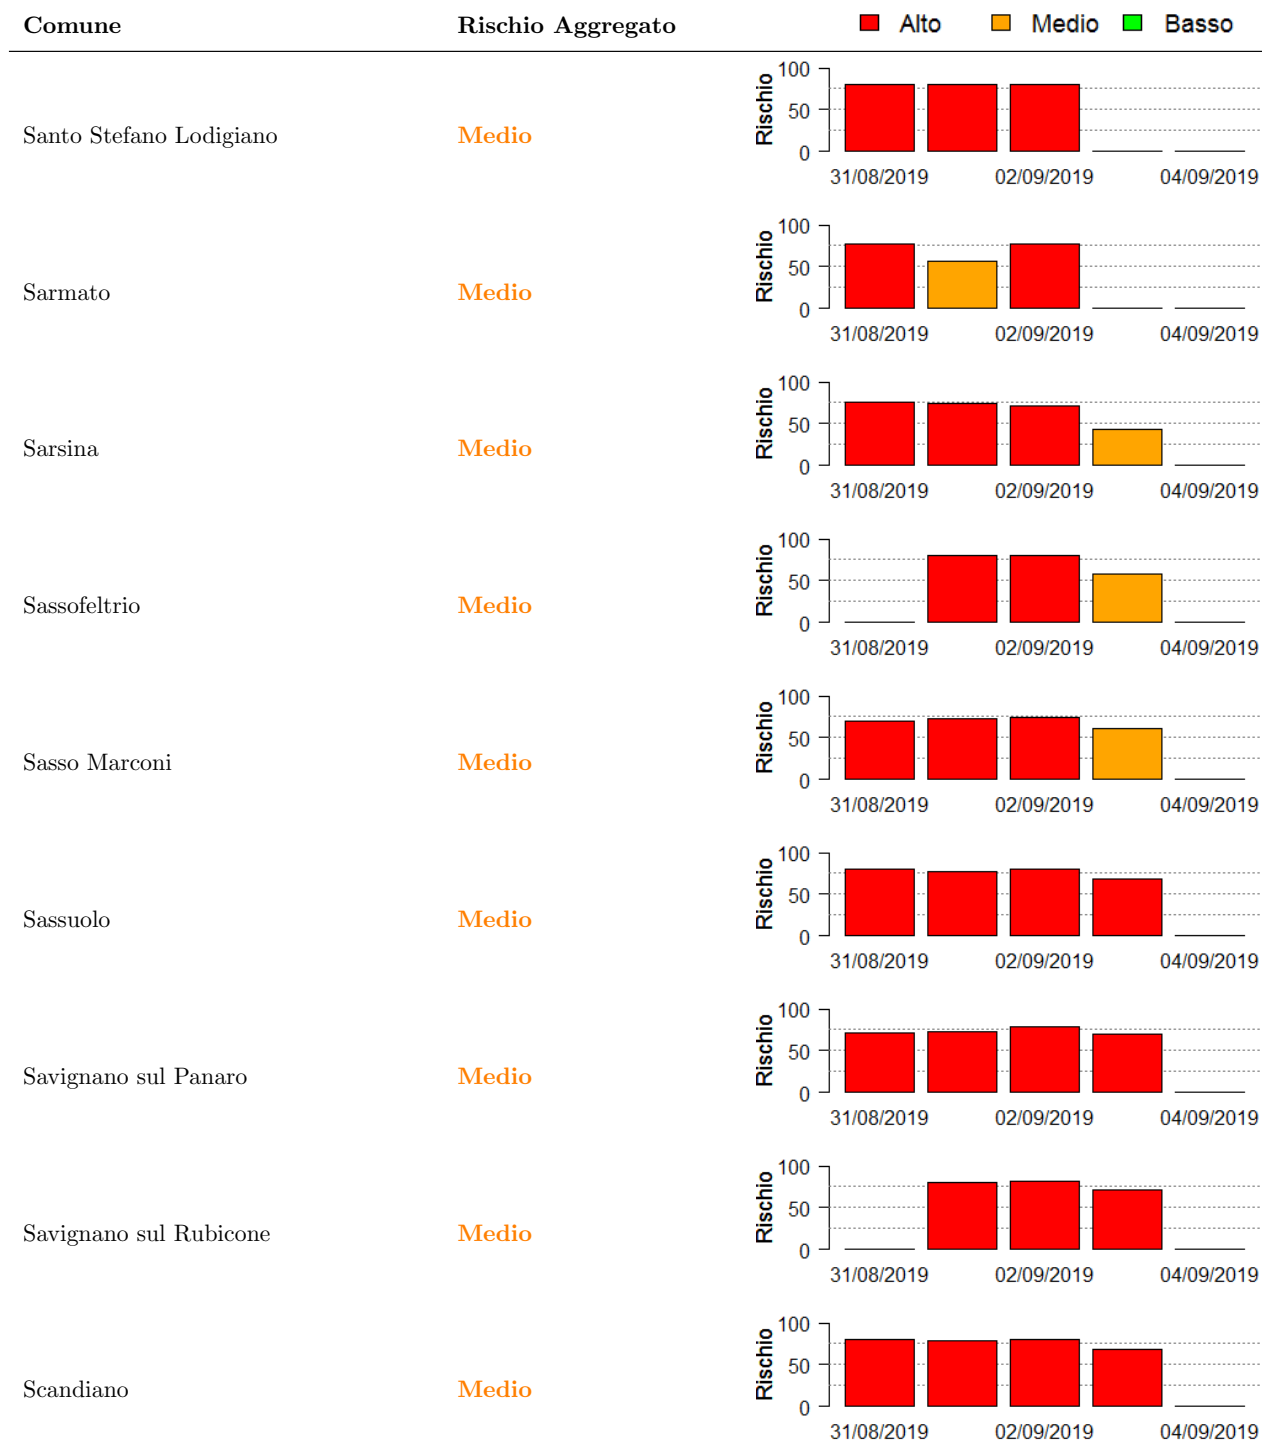 Comune Rischio Aggregato Alto Medio Basso
100
50
0
Rischio
Santo Stefano Lodigiano Medio
31/08/2019 02/09/2019 04/09/2019
100
50
0
Rischio
Sarmato Medio
31/08/2019 02/09/2019 04/09/2019
100
50
0
Rischio
Sarsina Medio
31/08/2019 02/09/2019 04/09/2019
100
50
0
Rischio
Sassofeltrio Medio
31/08/2019 02/09/2019 04/09/2019
100
50
0
Rischio
Sasso Marconi Medio
31/08/2019 02/09/2019 04/09/2019
100
50
0
Rischio
Sassuolo Medio
31/08/2019 02/09/2019 04/09/2019
100
50
0
Rischio
Savignano sul Panaro Medio
31/08/2019 02/09/2019 04/09/2019
100
50
0
Rischio
Savignano sul Rubicone Medio
31/08/2019 02/09/2019 04/09/2019
100
50
0
Rischio
Scandiano Medio
31/08/2019 02/09/2019 04/09/2019